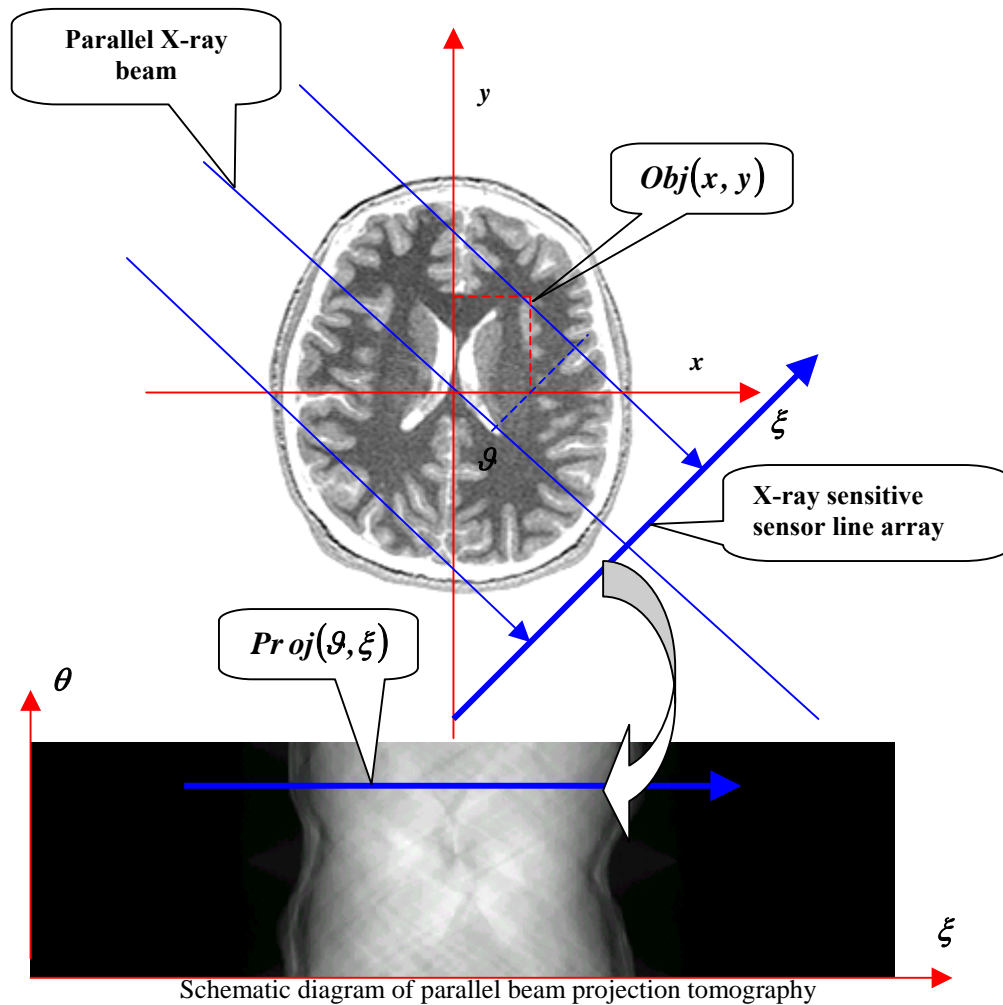 Parallel X-ray
beam
y
Obj(x, y)
x
ξ
ϑ
X-ray sensitive
sensor line array
Pr oj(ϑ,ξ)
θ
ξ
Schematic diagram of parallel beam projection tomography